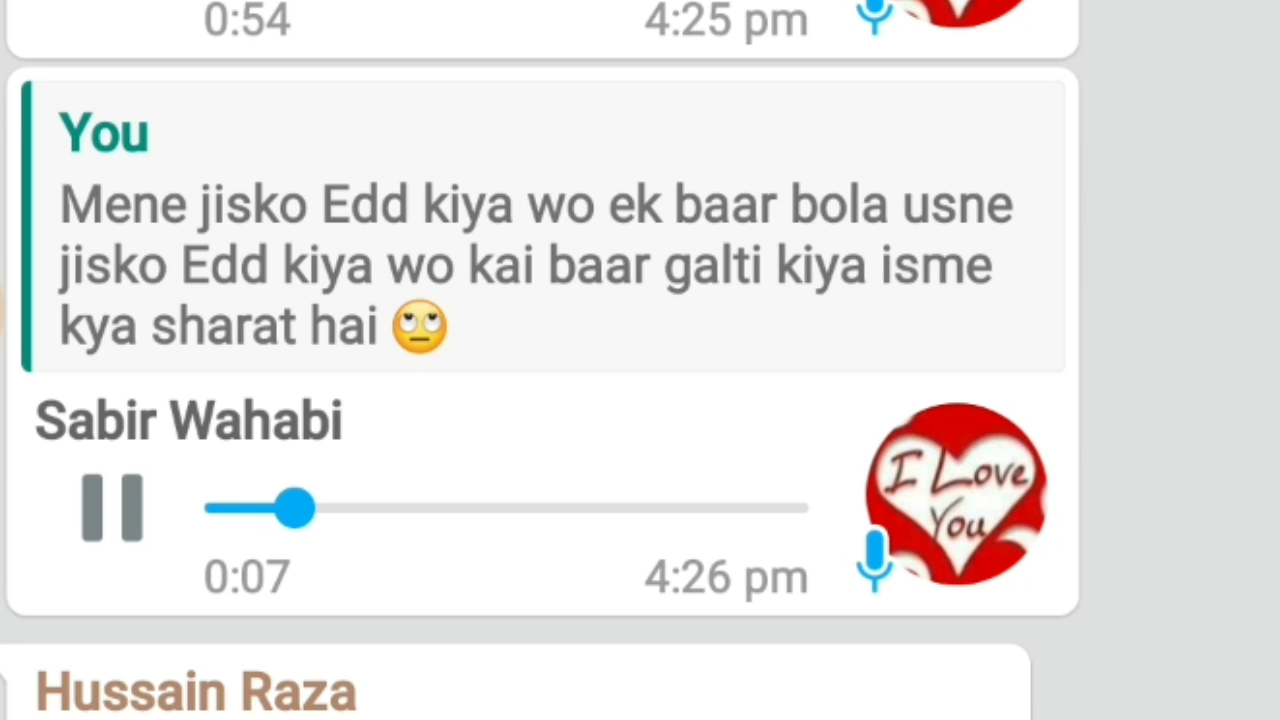 0:54 4:25 pm
You
Mene jisko Edd kiya wo ek baar bola usne
jisko Edd kiya wo kai baar galti kiya isme
kya sharat hai 🙄
Sabir Wahabi
I Love
You
0:07 4:26 pm
Hussain Raza